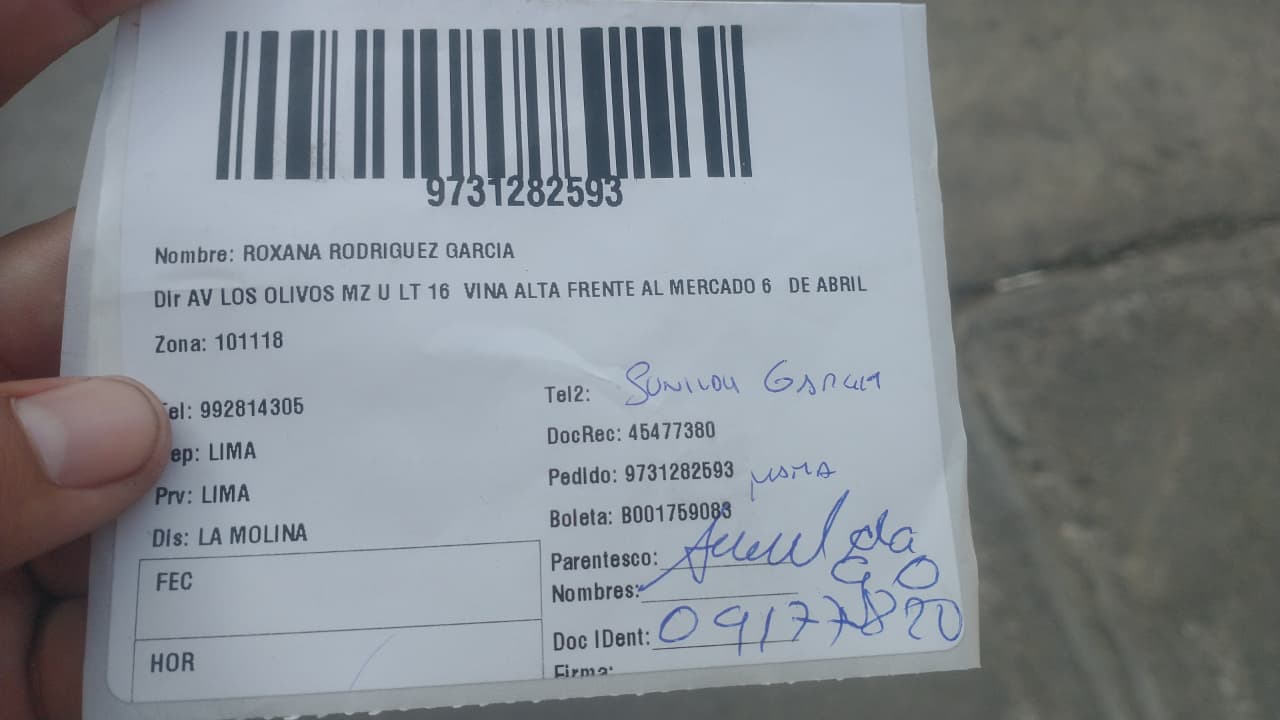 9731282593
Nombre: ROXANA RODRIGUEZ GARCIA
Dir AV LOS OLIVOS MZ U LT 16 VINA ALTA FRENTE AL MERCADO 6 DE ABRIL
Zona: 101118
el: 992814305
ep: LIMA
Prv: LIMA
Dis: LA MOLINA
FEC
HOR
Tel2: GARCIA
DocRec: 45477380
Pedido: 9731282593 MAMA
Boleta: B001759083
Parentesco:
Nombres:
Doc IDent: 09177820
Firma: